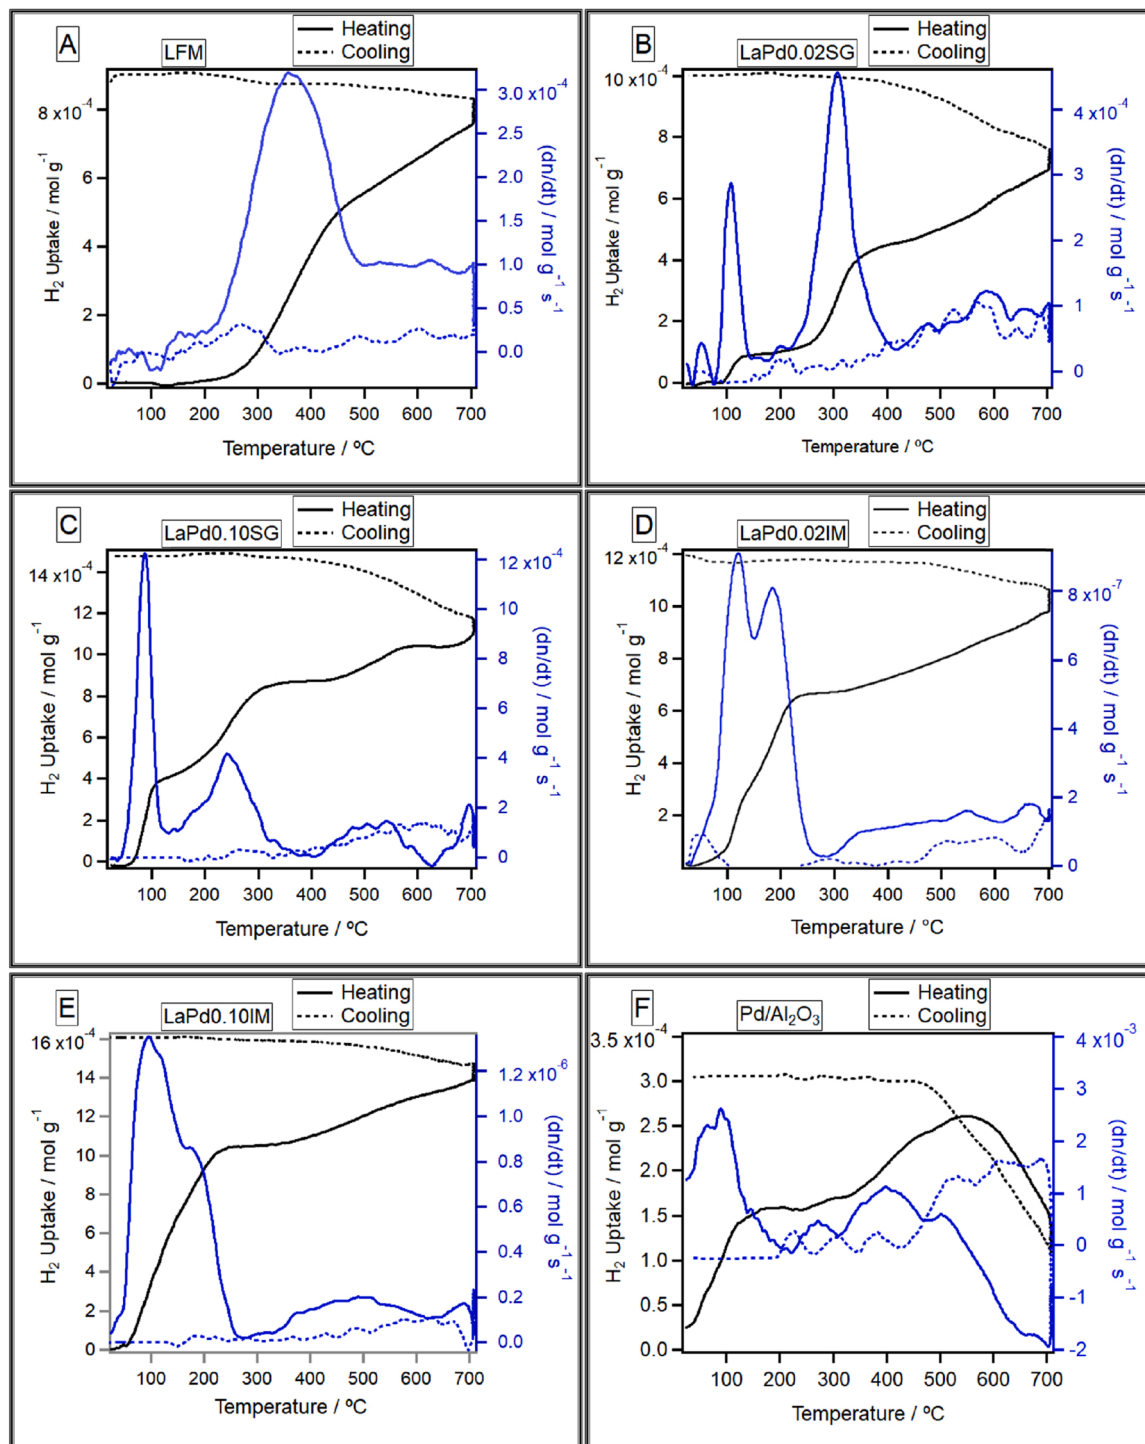 A
LFM
Heating
Cooling
8 x10⁻⁴
6
4
2
0
H₂ Uptake / mol g⁻¹
3.0 x10⁻⁴
2.5
2.0
1.5
1.0
0.5
0.0
(dn/dt) / mol g⁻¹ s⁻¹
100 200 300 400 500 600 700
Temperature / ºC
B
LaPd0.02SG
Heating
Cooling
10 x10⁻⁴
8
6
4
2
0
H₂ Uptake / mol g⁻¹
4 x10⁻⁴
3
2
1
0
(dn/dt) / mol g⁻¹ s⁻¹
100 200 300 400 500 600 700
Temperature / ºC
C
LaPd0.10SG
Heating
Cooling
14 x10⁻⁴
12
10
8
6
4
2
0
H₂ Uptake / mol g⁻¹
12 x10⁻⁴
10
8
6
4
2
0
(dn/dt) / mol g⁻¹ s⁻¹
100 200 300 400 500 600 700
Temperature / ºC
D
LaPd0.02IM
Heating
Cooling
12 x10⁻⁴
10
8
6
4
2
H₂ Uptake / mol g⁻¹
8 x10⁻⁷
6
4
2
0
(dn/dt) / mol g⁻¹ s⁻¹
100 200 300 400 500 600 700
Temperature / °C
E
LaPd0.10IM
Heating
Cooling
16 x10⁻⁴
14
12
10
8
6
4
2
0
H₂ Uptake / mol g⁻¹
1.2 x10⁻⁶
1.0
0.8
0.6
0.4
0.2
0.0
(dn/dt) / mol g⁻¹ s⁻¹
100 200 300 400 500 600 700
Temperature / ºC
F
Pd/Al₂O₃
Heating
Cooling
3.5 x10⁻⁴
3.0
2.5
2.0
1.5
1.0
0.5
0.0
H₂ Uptake / mol g⁻¹
4 x10⁻³
3
2
1
0
-1
-2
(dn/dt) / mol g⁻¹ s⁻¹
100 200 300 400 500 600 700
Temperature / ºC